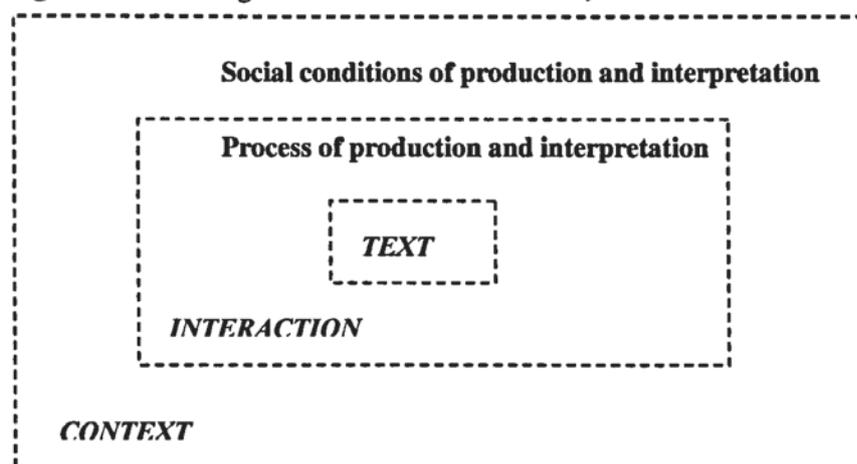 Social conditions of production and interpretation
Process of production and interpretation
TEXT
INTERACTION
CONTEXT